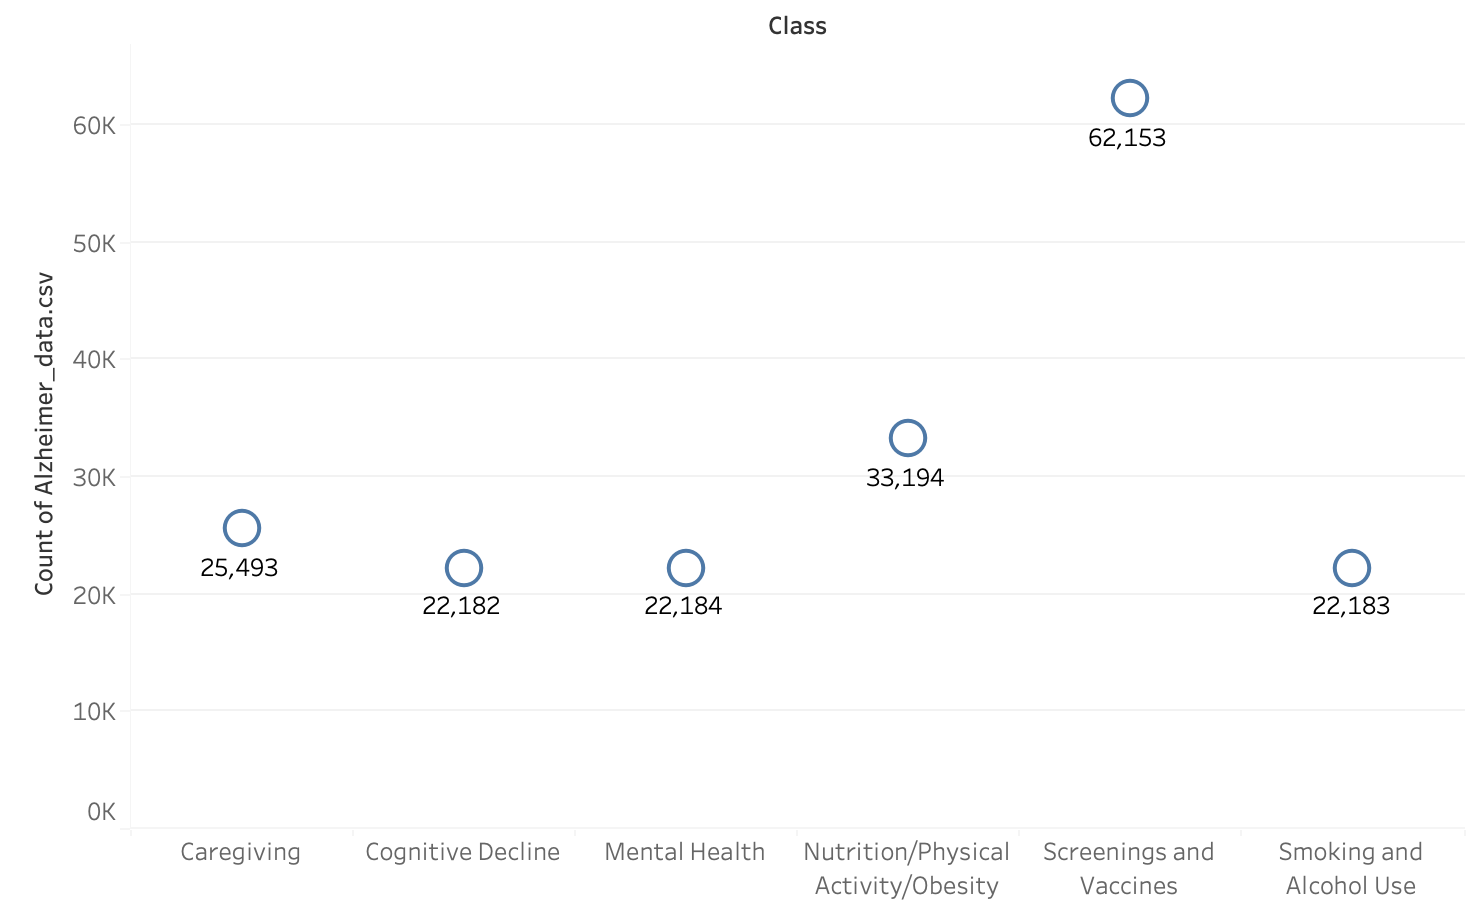 Class
Count of Alzheimer_data.csv
60K
50K
40K
30K
20K
10K
0K
62,153
33,194
25,493
22,182
22,184
22,183
Caregiving
Cognitive Decline
Mental Health
Nutrition/Physical
Activity/Obesity
Screenings and
Vaccines
Smoking and
Alcohol Use